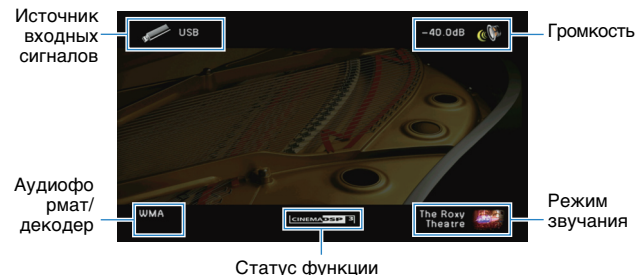 Источник
входных
сигналов
USB
-40.0dB
Громкость
Аудиофо
рмат/
декодер
WMA
CINEMA DSP 3
The Roxy
Theatre
Режим
звучания
Статус функции